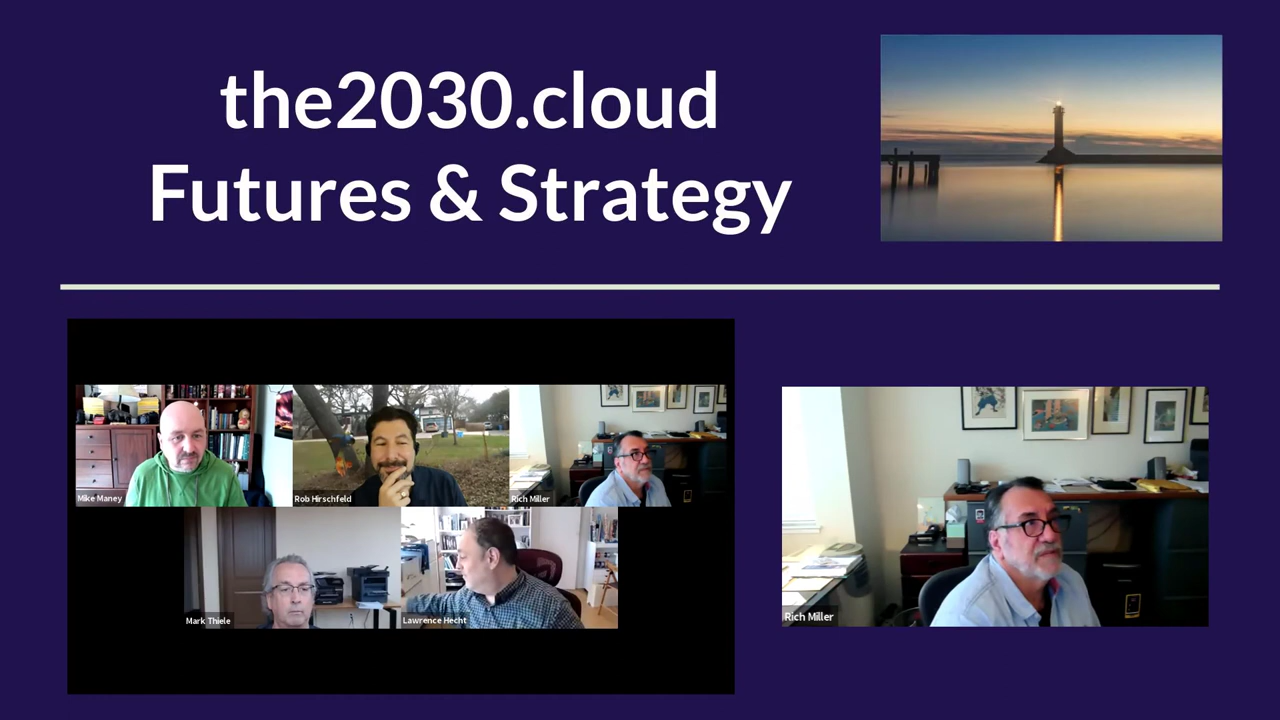 the2030.cloud
Futures & Strategy
Mike Maney
Rob Hirschfeld
Rich Miller
Mark Thiele
Lawrence Hecht
Rich Miller